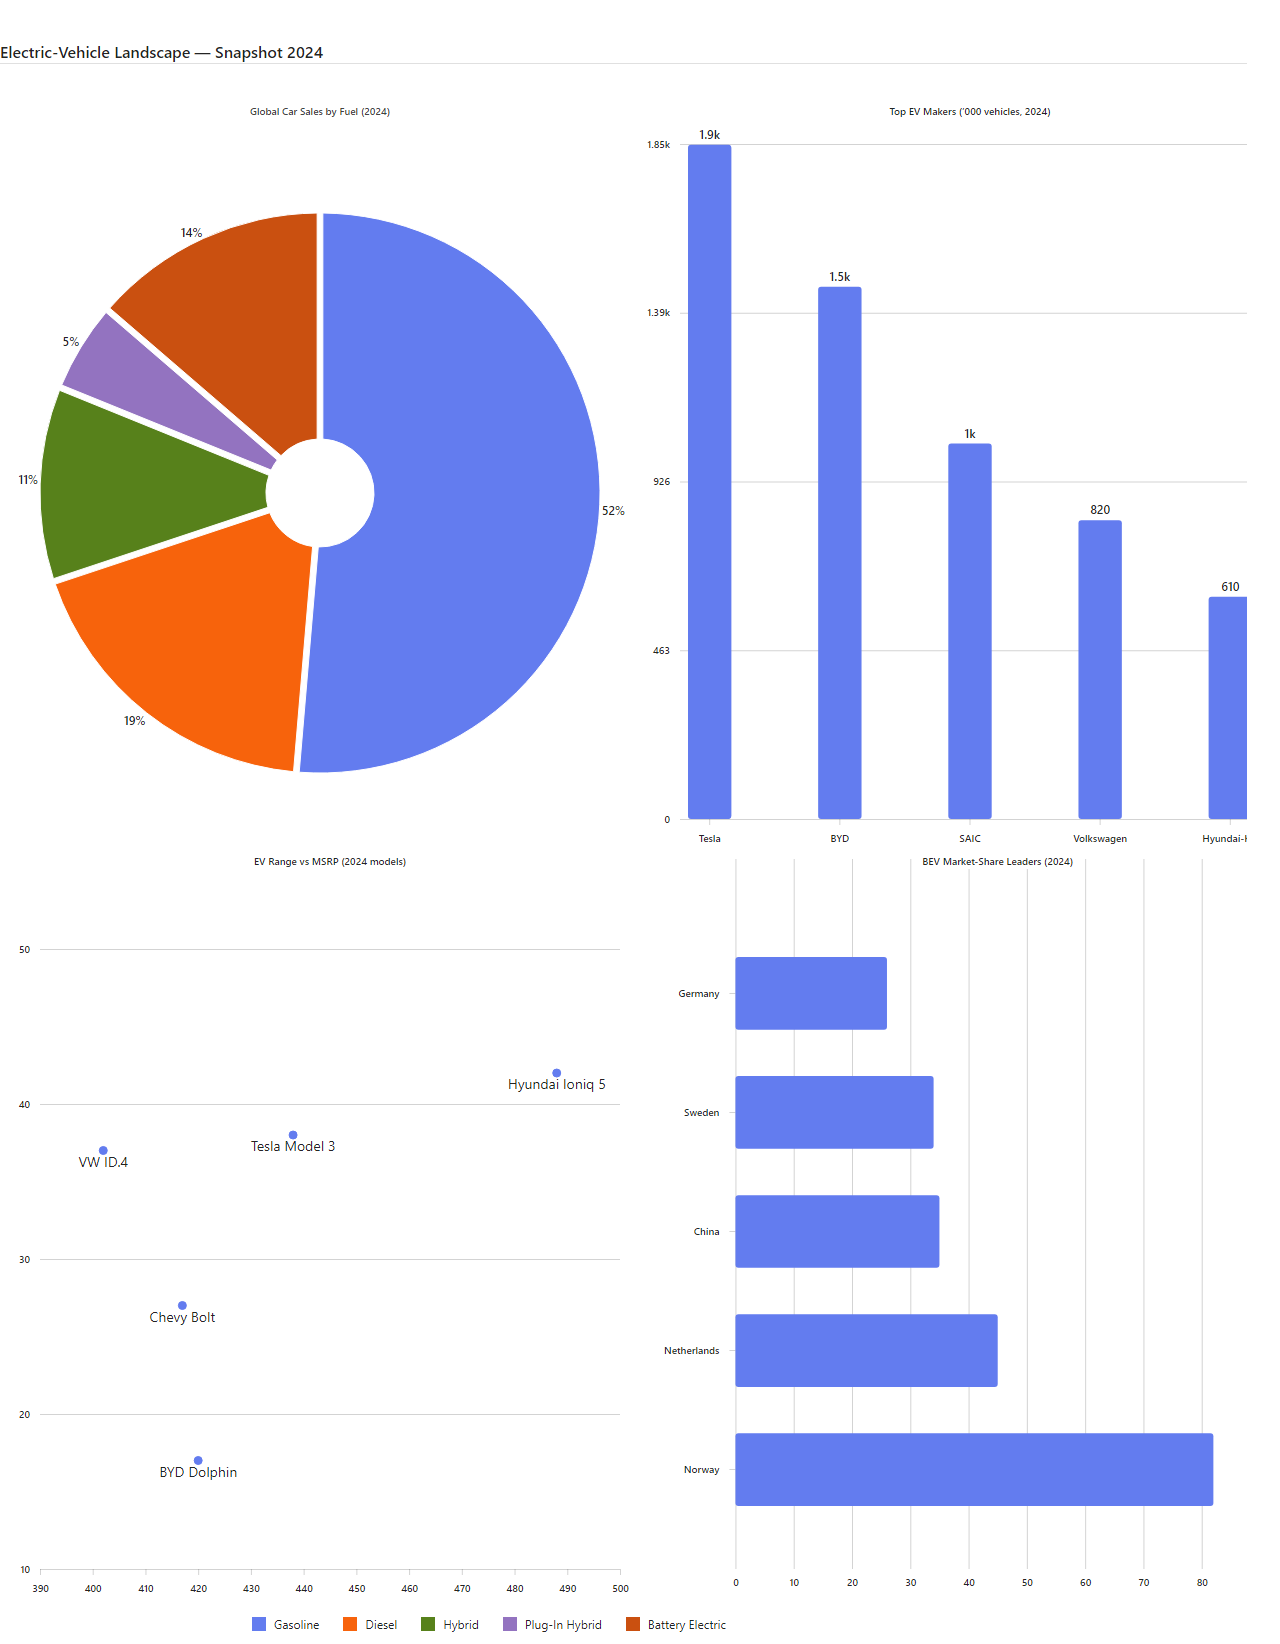 Electric-Vehicle Landscape — Snapshot 2024
Global Car Sales by Fuel (2024)
14%
5%
11%
52%
19%
Top EV Makers ('000 vehicles, 2024)
1.85k
1.39k
926
463
0
1.9k
1.5k
1k
820
610
Tesla
BYD
SAIC
Volkswagen
Hyundai-
EV Range vs MSRP (2024 models)
50
40
30
20
10
Hyundai Ioniq 5
Tesla Model 3
VW ID.4
Chevy Bolt
BYD Dolphin
390 400 410 420 430 440 450 460 470 480 490 500
BEV Market-Share Leaders (2024)
Germany
Sweden
China
Netherlands
Norway
0 10 20 30 40 50 60 70 80
Gasoline Diesel Hybrid Plug-In Hybrid Battery Electric